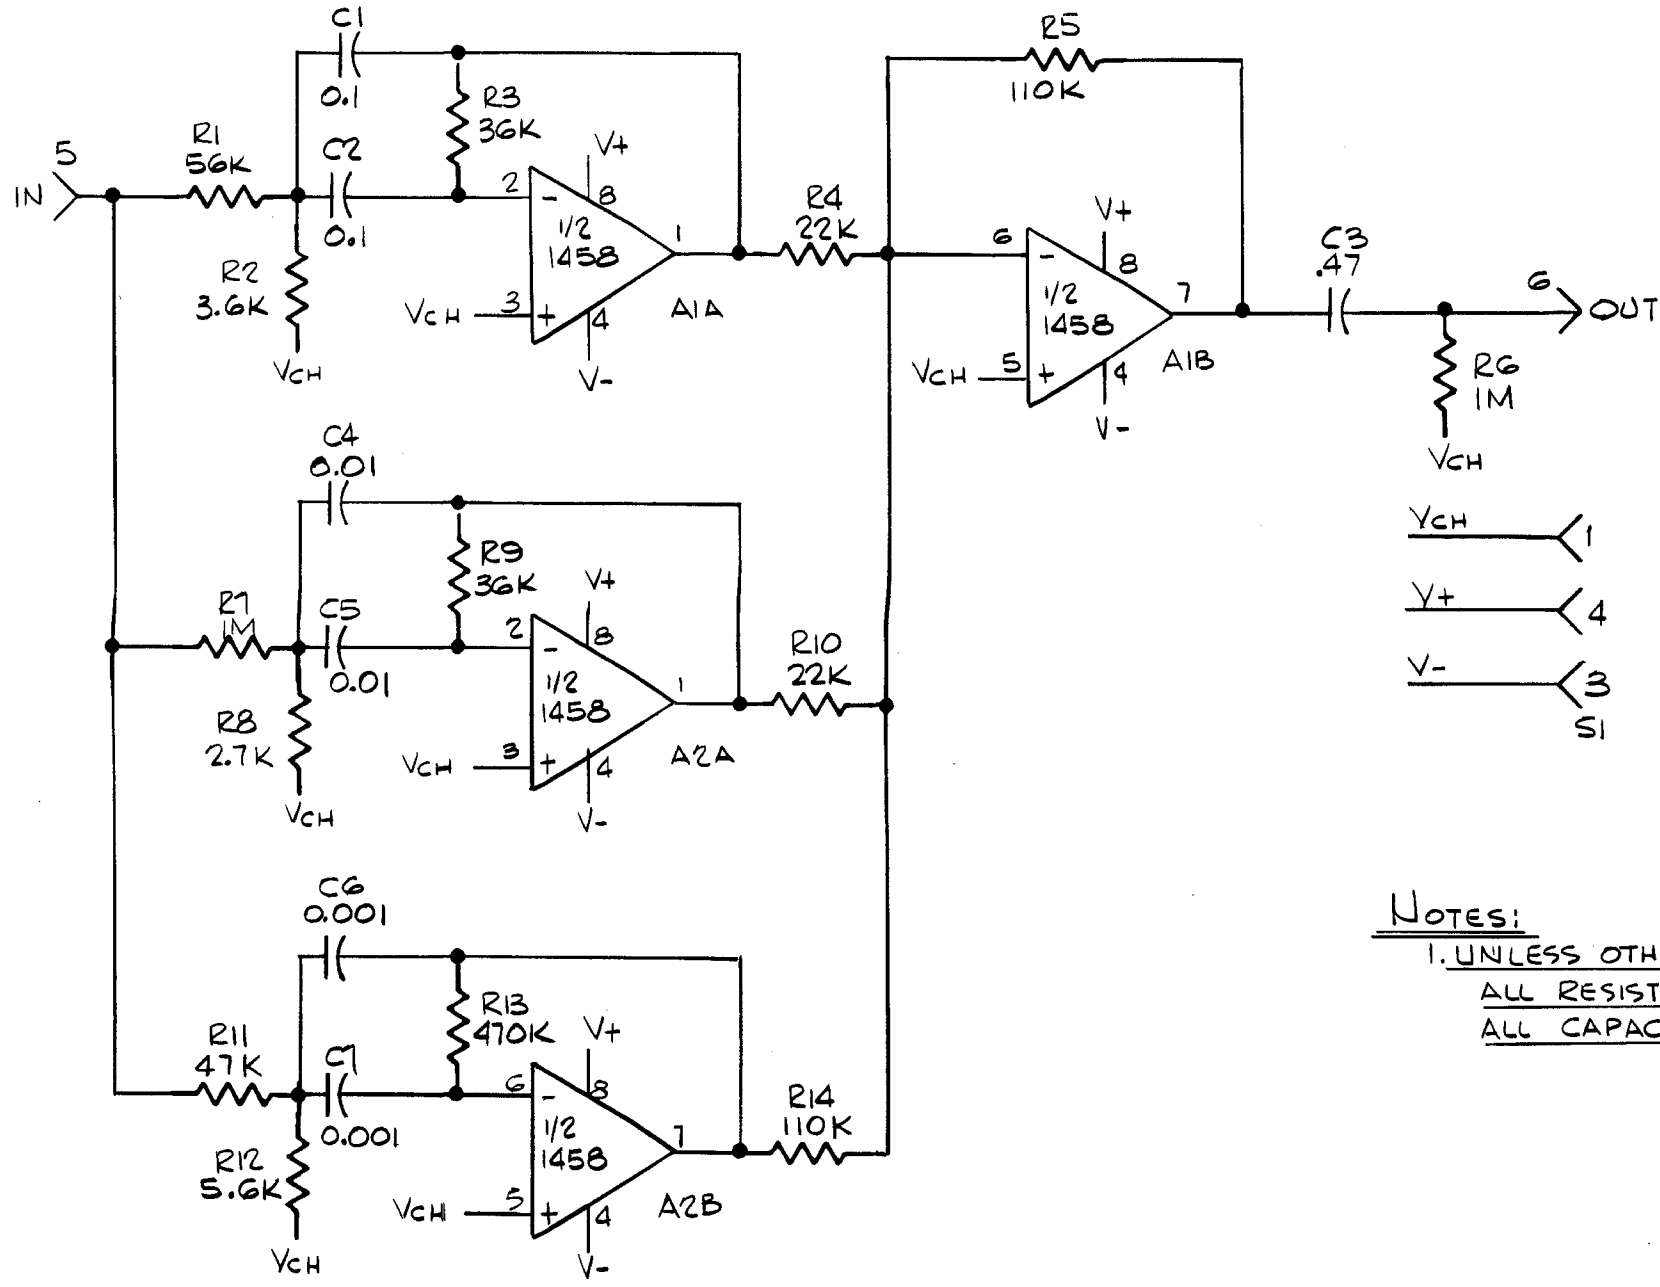 C1
0.1
R3
36K
R1
56K
C2
0.1
5
IN
R2
3.6K
VCH
V+
2
-
8
1/2
1458
1
VCH
3
+
4
V-
A1A
R4
22K
R5
110K
V+
6
-
8
1/2
1458
7
VCH
5
+
4
V-
A1B
C3
.47
6
OUT
R6
1M
VCH
C4
0.01
R9
36K
R7
1M
C5
0.01
R8
2.7K
VCH
V+
2
-
8
1/2
1458
1
VCH
3
+
4
V-
A2A
R10
22K
VCH
1
V+
4
V-
3
S1
C6
0.001
R13
470K
R11
47K
C7
0.001
R12
5.6K
VCH
V+
6
-
8
1/2
1458
7
VCH
5
+
4
V-
A2B
R14
110K
NOTES:
1. UNLESS OTH
ALL RESIST
ALL CAPAC